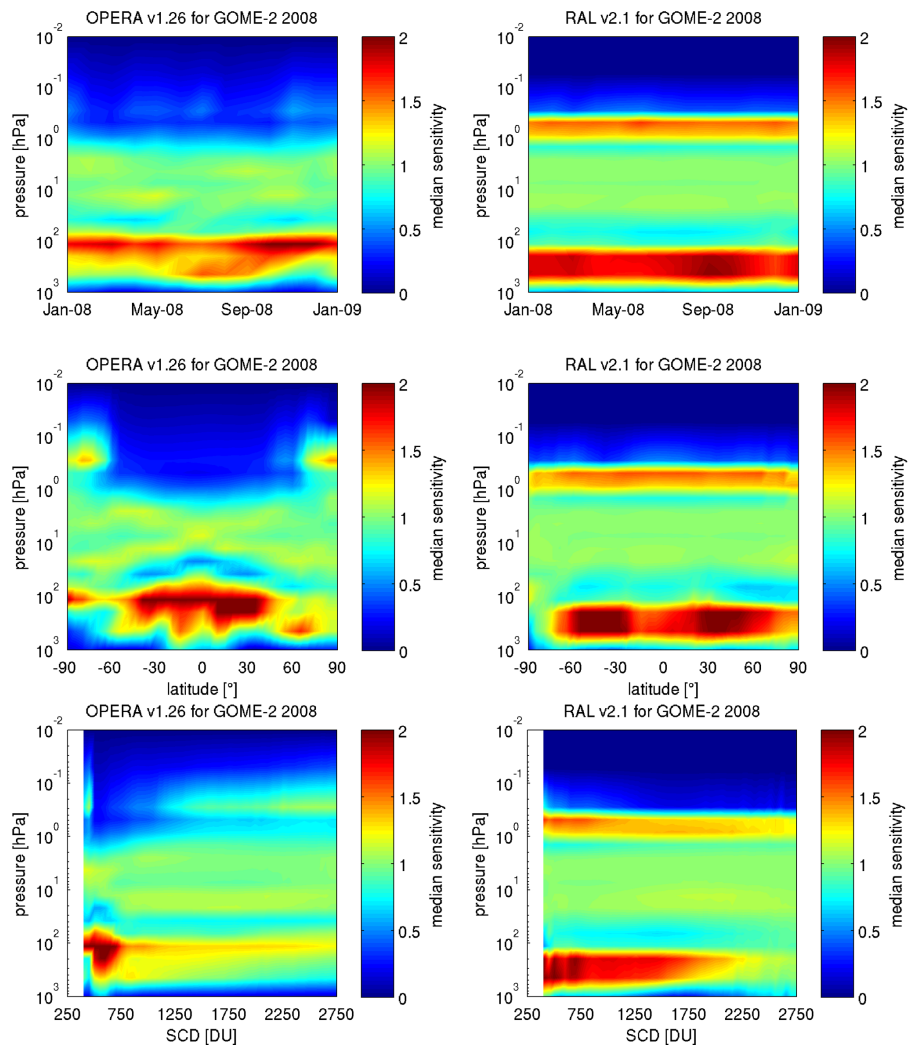 OPERA v1.26 for GOME-2 2008
10^-2
10^-1
10^0
10^1
10^2
10^3
pressure [hPa]
Jan-08 May-08 Sep-08 Jan-09
2
1.5
1
0.5
0
median sensitivity
RAL v2.1 for GOME-2 2008
10^-2
10^-1
10^0
10^1
10^2
10^3
pressure [hPa]
Jan-08 May-08 Sep-08 Jan-09
2
1.5
1
0.5
0
median sensitivity
OPERA v1.26 for GOME-2 2008
10^-2
10^-1
10^0
10^1
10^2
10^3
pressure [hPa]
-90 -60 -30 0 30 60 90
latitude [°]
2
1.5
1
0.5
0
median sensitivity
RAL v2.1 for GOME-2 2008
10^-2
10^-1
10^0
10^1
10^2
10^3
pressure [hPa]
-90 -60 -30 0 30 60 90
latitude [°]
2
1.5
1
0.5
0
median sensitivity
OPERA v1.26 for GOME-2 2008
10^-2
10^-1
10^0
10^1
10^2
10^3
pressure [hPa]
250 750 1250 1750 2250 2750
SCD [DU]
2
1.5
1
0.5
0
median sensitivity
RAL v2.1 for GOME-2 2008
10^-2
10^-1
10^0
10^1
10^2
10^3
pressure [hPa]
250 750 1250 1750 2250 2750
SCD [DU]
2
1.5
1
0.5
0
median sensitivity